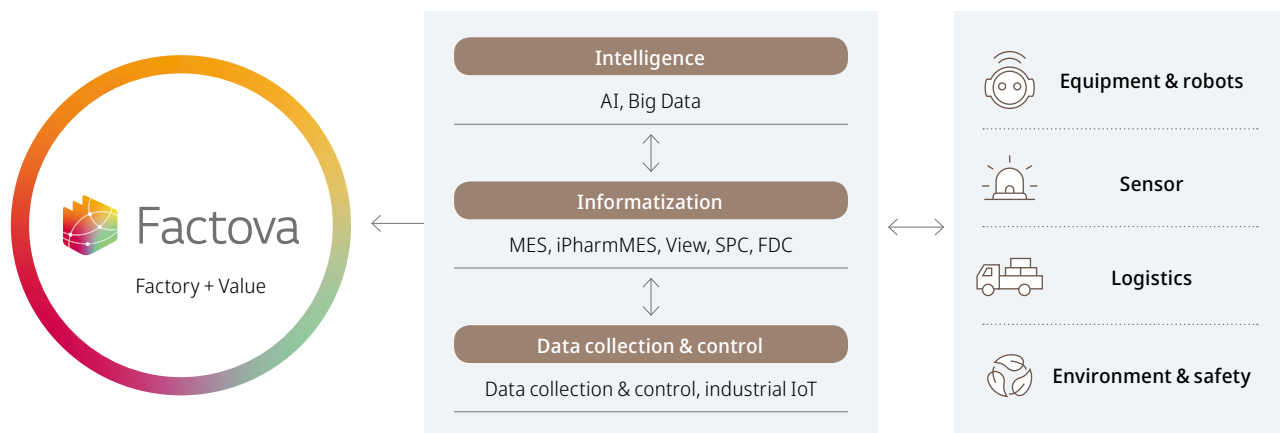 Factova
Factory + Value
Intelligence
AI, Big Data
Informatization
MES, iPharmMES, View, SPC, FDC
Data collection & control
Data collection & control, industrial IoT
Equipment & robots
Sensor
Logistics
Environment & safety